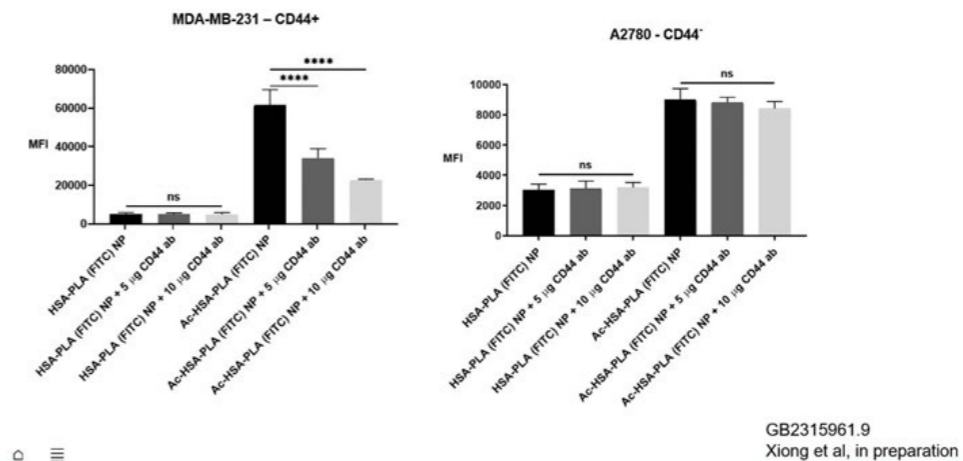 MDA-MB-231 – CD44+
80000
60000
40000
20000
0
MFI
****
****
ns
HSA-PLA (FITC) NP
HSA-PLA (FITC) NP + 5 μg CD44 ab
HSA-PLA (FITC) NP + 10 μg CD44 ab
Ac-HSA-PLA (FITC) NP
Ac-HSA-PLA (FITC) NP + 5 μg CD44 ab
Ac-HSA-PLA (FITC) NP + 10 μg CD44 ab
A2780 - CD44-
10000
8000
6000
4000
2000
0
MFI
ns
ns
HSA-PLA (FITC) NP
HSA-PLA (FITC) NP + 5 μg CD44 ab
HSA-PLA (FITC) NP + 10 μg CD44 ab
Ac-HSA-PLA (FITC) NP
Ac-HSA-PLA (FITC) NP + 5 μg CD44 ab
Ac-HSA-PLA (FITC) NP + 10 μg CD44 ab
GB2315961.9
Xiong et al, in preparation